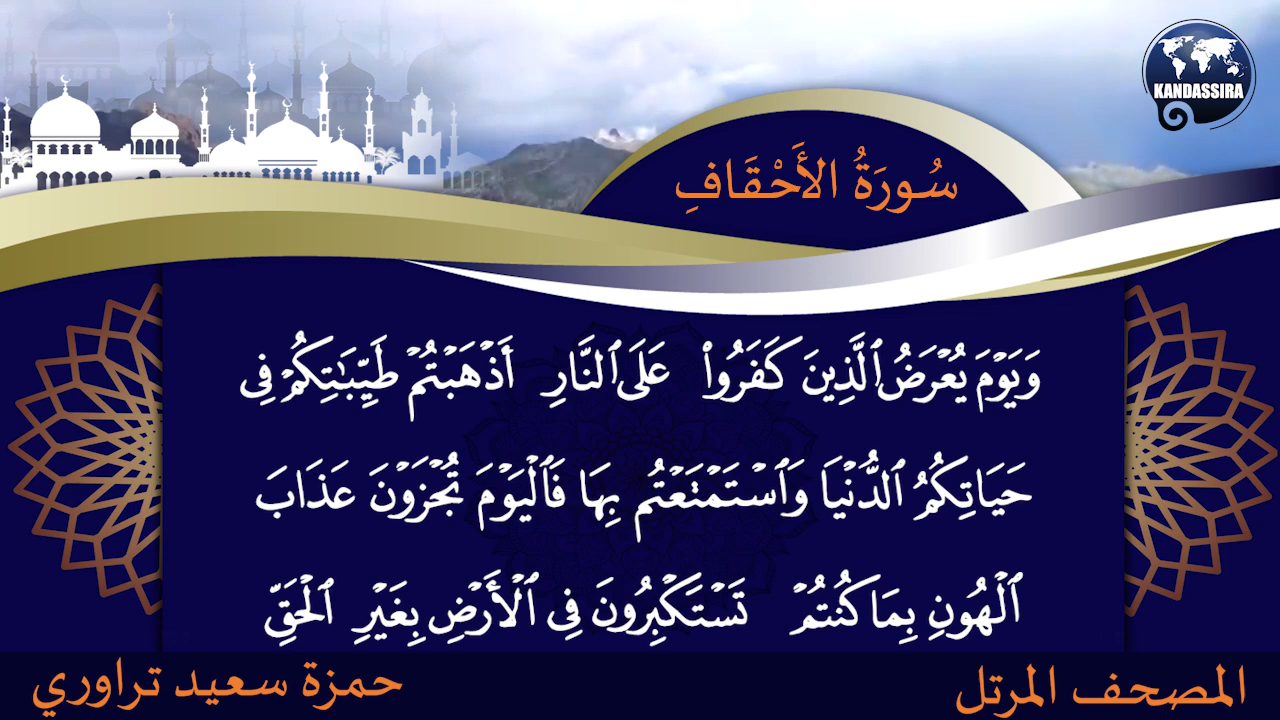 KANDASSIRA
سُورَةُ الأَحْقَافِ
وَيَوْمَ يُعْرَضُ ٱلَّذِينَ كَفَرُوا۟ عَلَى ٱلنَّارِ أَذْهَبْتُمْ طَيِّبَـٰتِكُمْ فِى
حَيَاتِكُمُ ٱلدُّنْيَا وَٱسْتَمْتَعْتُم بِهَا فَٱلْيَوْمَ تُجْزَوْنَ عَذَابَ
ٱلْهُونِ بِمَا كُنتُمْ تَسْتَكْبِرُونَ فِى ٱلْأَرْضِ بِغَيْرِ ٱلْحَقِّ
المصحف المرتل
حمزة سعيد تراوري